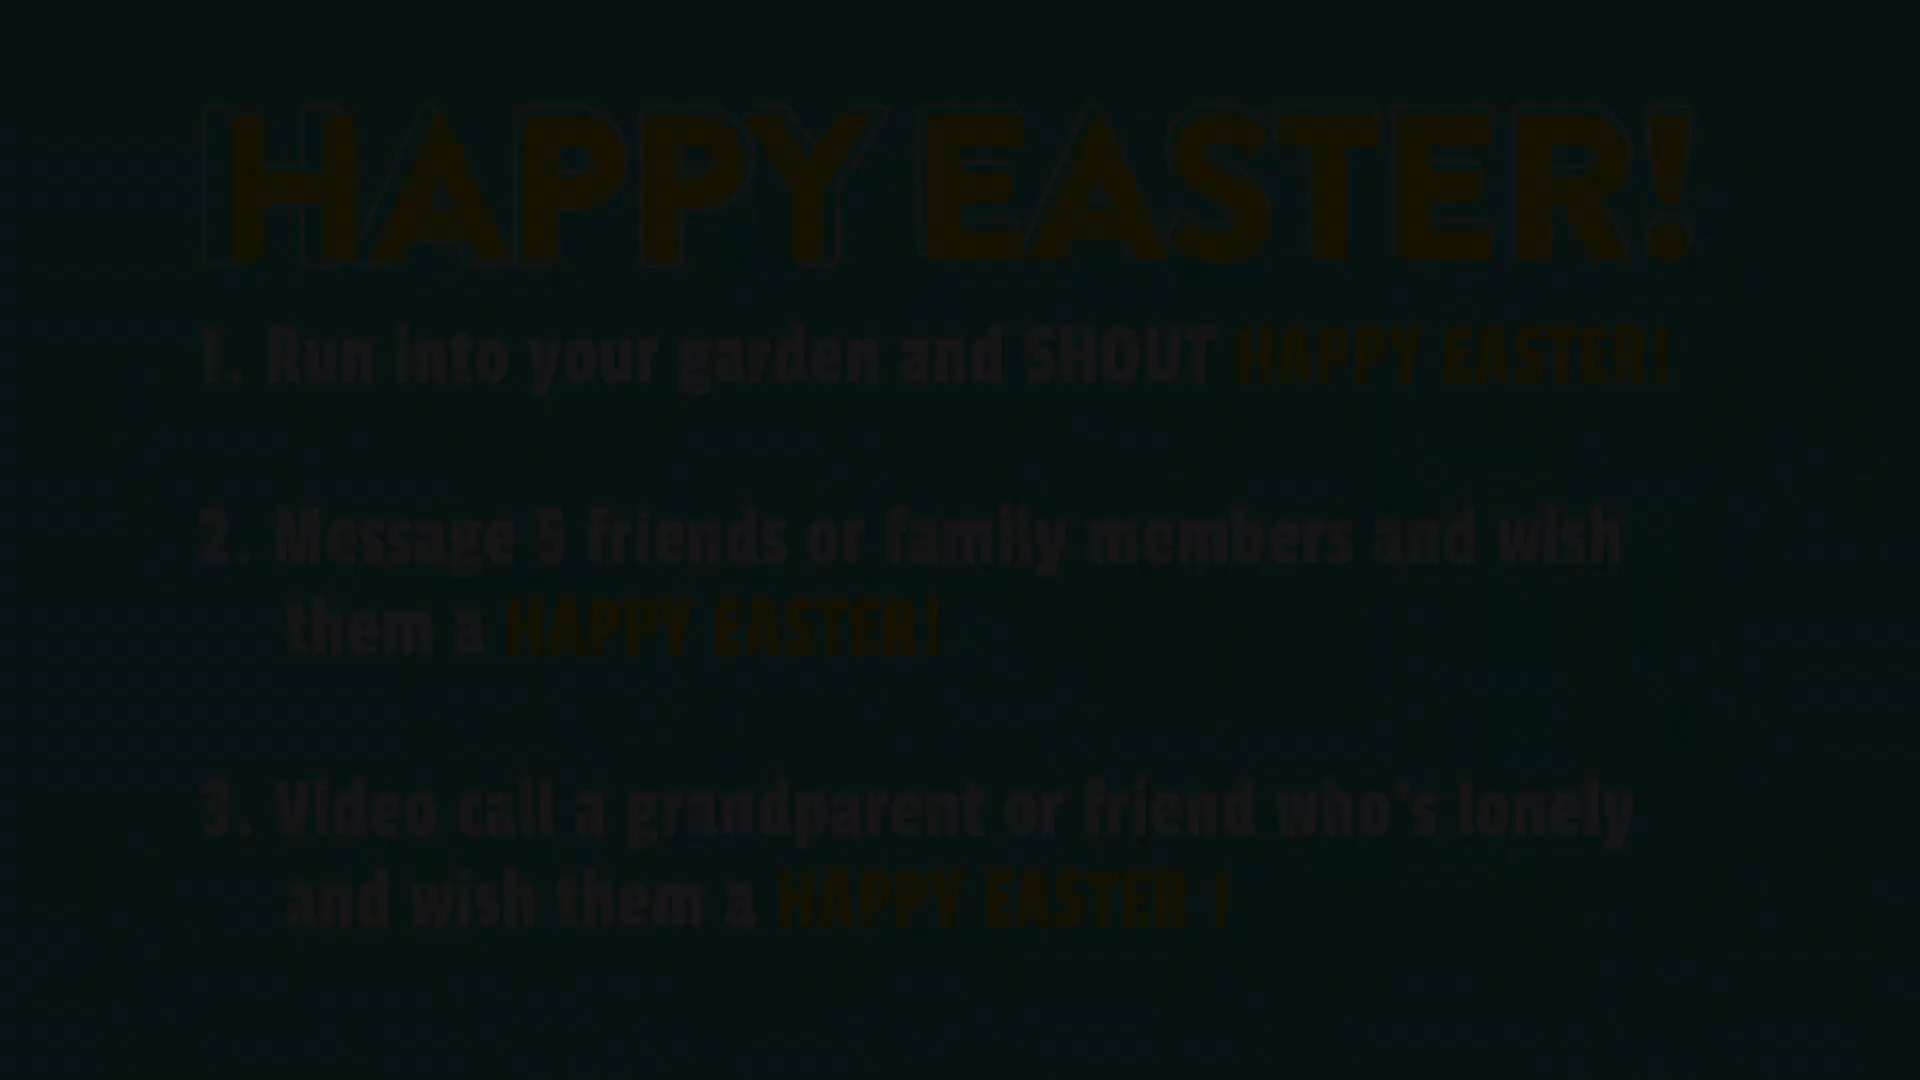 HAPPY EASTER!
1. Run into your garden and SHOUT HAPPY EASTER!
2. Message 5 friends or family members and wish
them a HAPPY EASTER!
3. Video call a grandparent or friend who's lonely
and wish them a HAPPY EASTER !